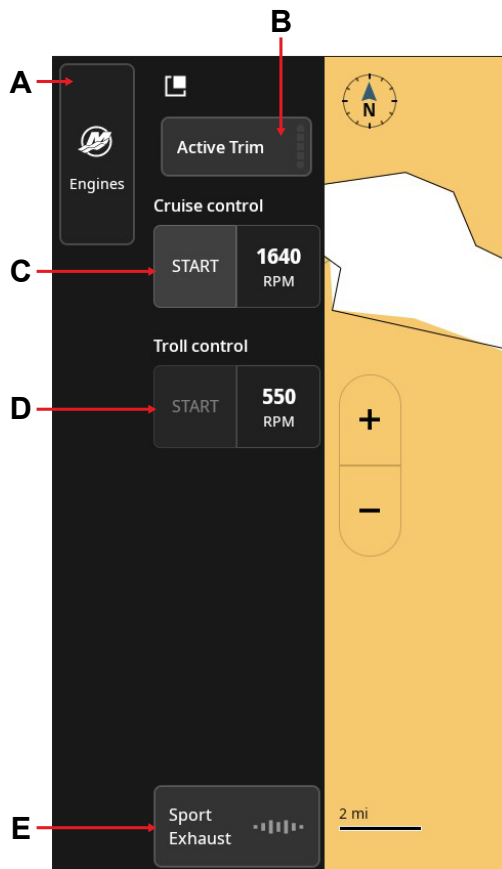 A
B
N
Active Trim
Engines
Cruise control
C
START
1640
RPM
Troll control
D
START
550
RPM
+
−
E
Sport
Exhaust
2 mi